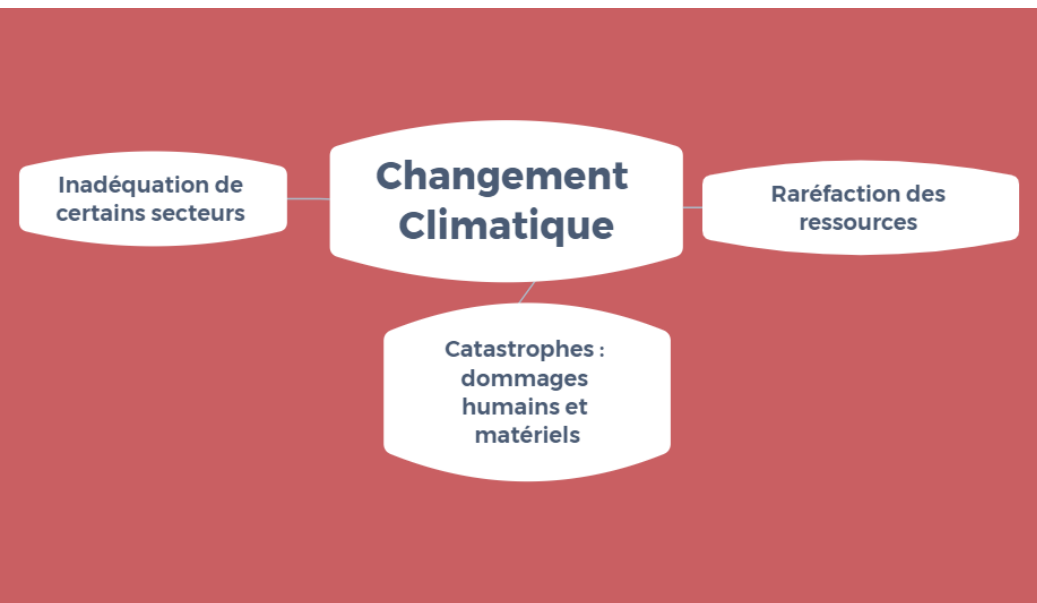 Changement
Climatique
Inadéquation de
certains secteurs
Raréfaction des
ressources
Catastrophes :
dommages
humains et
matériels